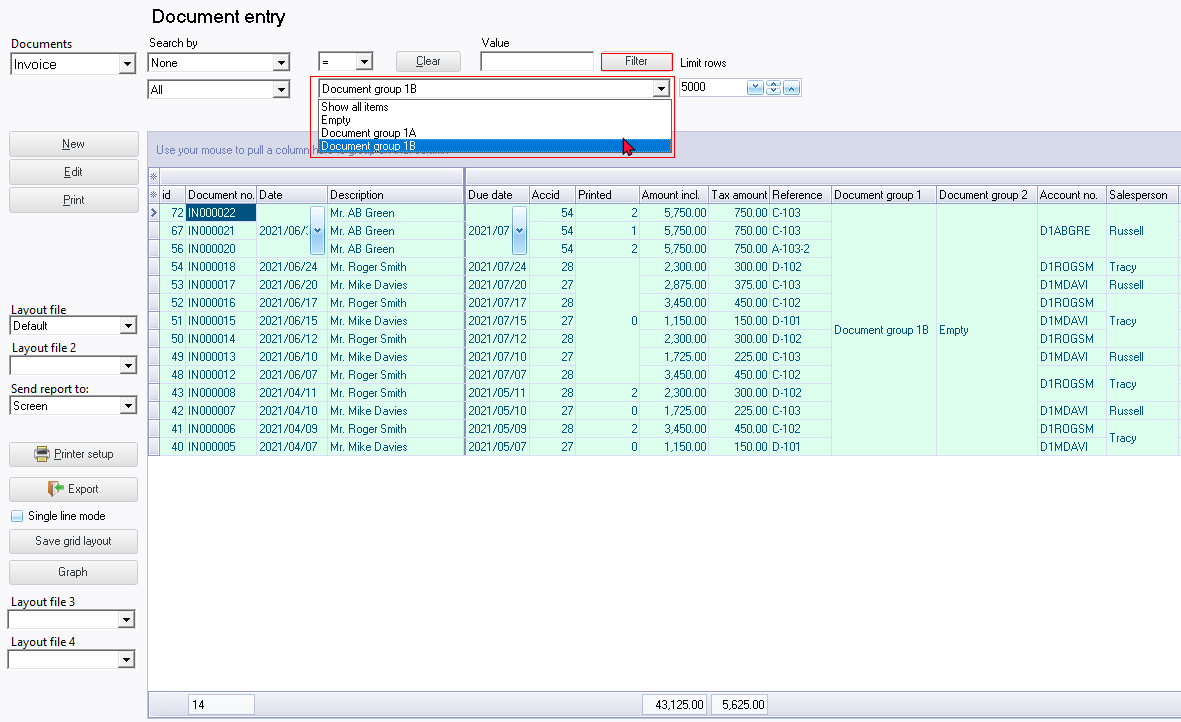 Document entry
Documents
Search by
Value
Invoice
None
=
Clear
Filter
Limit rows
All
Document group 1B
5000
Show all items
Empty
Document group 1A
Document group 1B
New
Edit
Print
Use your mouse to pull a column
id Document no. Date Description Due date Accid Printed Amount incl. Tax amount Reference Document group 1 Document group 2 Account no. Salesperson
72 IN000022 Mr. AB Green 54 2 5,750.00 750.00 C-103
67 IN000021 2021/06/ Mr. AB Green 2021/07 54 1 5,750.00 750.00 C-103 D1ABGRE Russell
56 IN000020 Mr. AB Green 54 2 5,750.00 750.00 A-103-2
54 IN000018 2021/06/24 Mr. Roger Smith 2021/07/24 28 2,300.00 300.00 D-102 D1ROGSM Tracy
53 IN000017 2021/06/20 Mr. Mike Davies 2021/07/20 27 2,875.00 375.00 C-103 D1MDAVI Russell
52 IN000016 2021/06/17 Mr. Roger Smith 2021/07/17 28 3,450.00 450.00 C-102 D1ROGSM
51 IN000015 2021/06/15 Mr. Mike Davies 2021/07/15 27 0 1,150.00 150.00 D-101 D1MDAVI Tracy
Document group 1B Empty
50 IN000014 2021/06/12 Mr. Roger Smith 2021/07/12 28 2,300.00 300.00 D-102 D1ROGSM
49 IN000013 2021/06/10 Mr. Mike Davies 2021/07/10 27 1,725.00 225.00 C-103 D1MDAVI Russell
48 IN000012 2021/06/07 Mr. Roger Smith 2021/07/07 28 3,450.00 450.00 C-102
D1ROGSM Tracy
43 IN000008 2021/04/11 Mr. Roger Smith 2021/05/11 28 2 2,300.00 300.00 D-102
42 IN000007 2021/04/10 Mr. Mike Davies 2021/05/10 27 0 1,725.00 225.00 C-103 D1MDAVI Russell
41 IN000006 2021/04/09 Mr. Roger Smith 2021/05/09 28 2 3,450.00 450.00 C-102 D1ROGSM
Tracy
40 IN000005 2021/04/07 Mr. Mike Davies 2021/05/07 27 0 1,150.00 150.00 D-101 D1MDAVI
Layout file
Default
Layout file 2
Send report to:
Screen
Printer setup
Export
Single line mode
Save grid layout
Graph
Layout file 3
Layout file 4
14 43,125.00 5,625.00